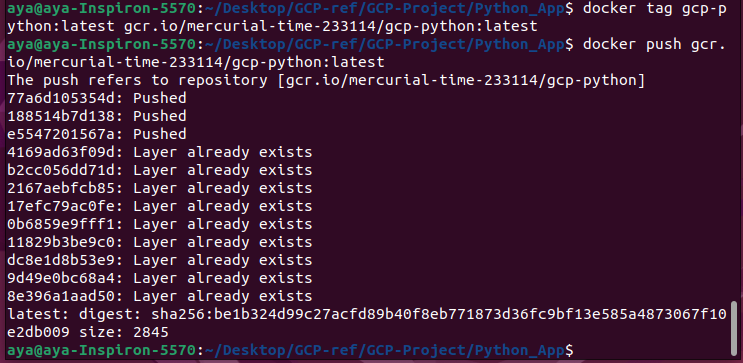 aya@aya-Inspiron-5570:~/Desktop/GCP-ref/GCP-Project/Python_App$ docker tag gcp-p
ython:latest gcr.io/mercurial-time-233114/gcp-python:latest
aya@aya-Inspiron-5570:~/Desktop/GCP-ref/GCP-Project/Python_App$ docker push gcr.
io/mercurial-time-233114/gcp-python:latest
The push refers to repository [gcr.io/mercurial-time-233114/gcp-python]
77a6d105354d: Pushed
188514b7d138: Pushed
e5547201567a: Pushed
4169ad63f09d: Layer already exists
b2cc056dd71d: Layer already exists
2167aebfcb85: Layer already exists
17efc79ac0fe: Layer already exists
0b6859e9fff1: Layer already exists
11829b3be9c0: Layer already exists
dc8e1d8b53e9: Layer already exists
9d49e0bc68a4: Layer already exists
8e396a1aad50: Layer already exists
latest: digest: sha256:be1b324d99c27acfd89b40f8eb771873d36fc9bf13e585a4873067f10
e2db009 size: 2845
aya@aya-Inspiron-5570:~/Desktop/GCP-ref/GCP-Project/Python_App$